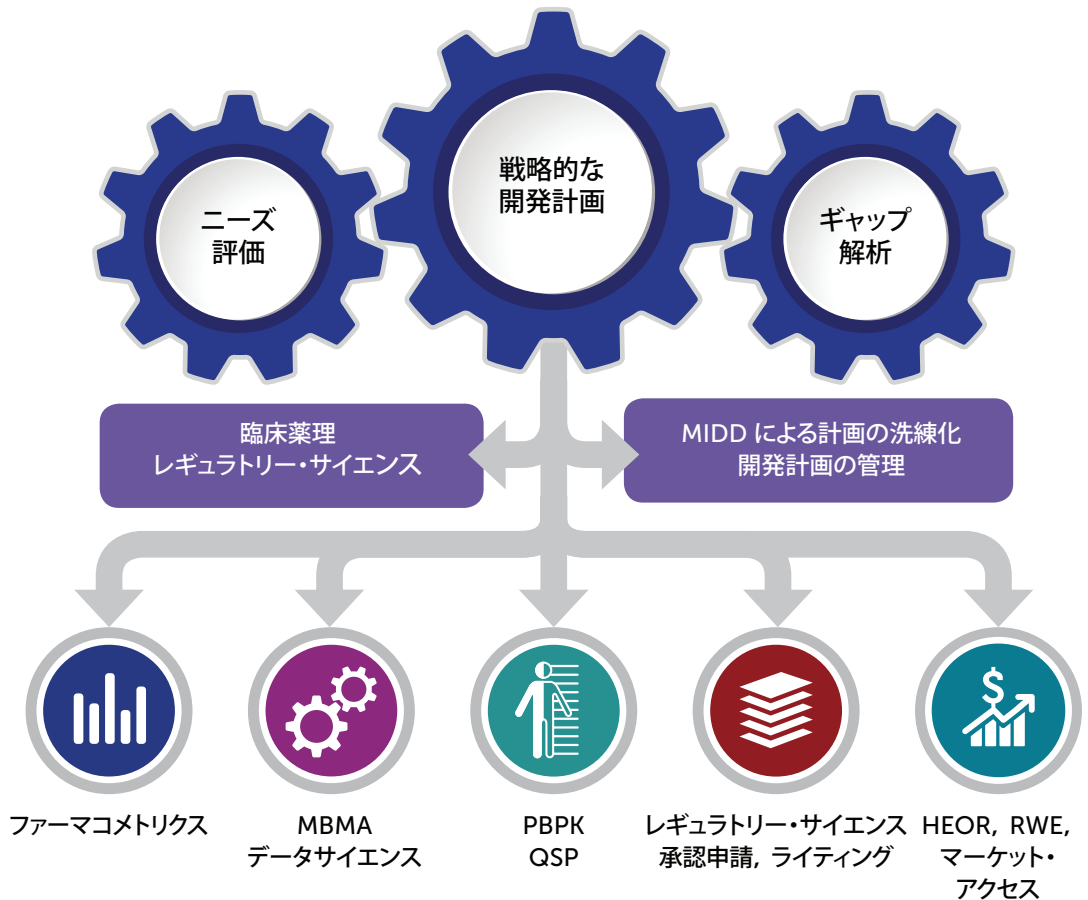 ニーズ
評価
戦略的な
開発計画
ギャップ
解析
臨床薬理
レギュラトリー・サイエンス
MIDD による計画の洗練化
開発計画の管理
ファーマコメトリクス
MBMA
データサイエンス
PBPK
QSP
レギュラトリー・サイエンス
承認申請, ライティング
HEOR, RWE,
マーケット・
アクセス
$